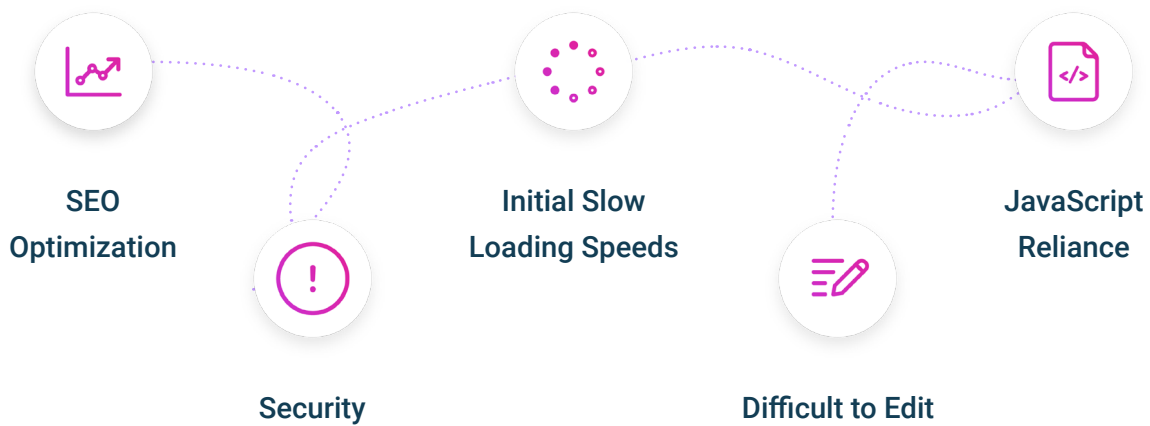 SEO
Optimization
Initial Slow
Loading Speeds
JavaScript
Reliance
</>
!
Security
Difficult to Edit